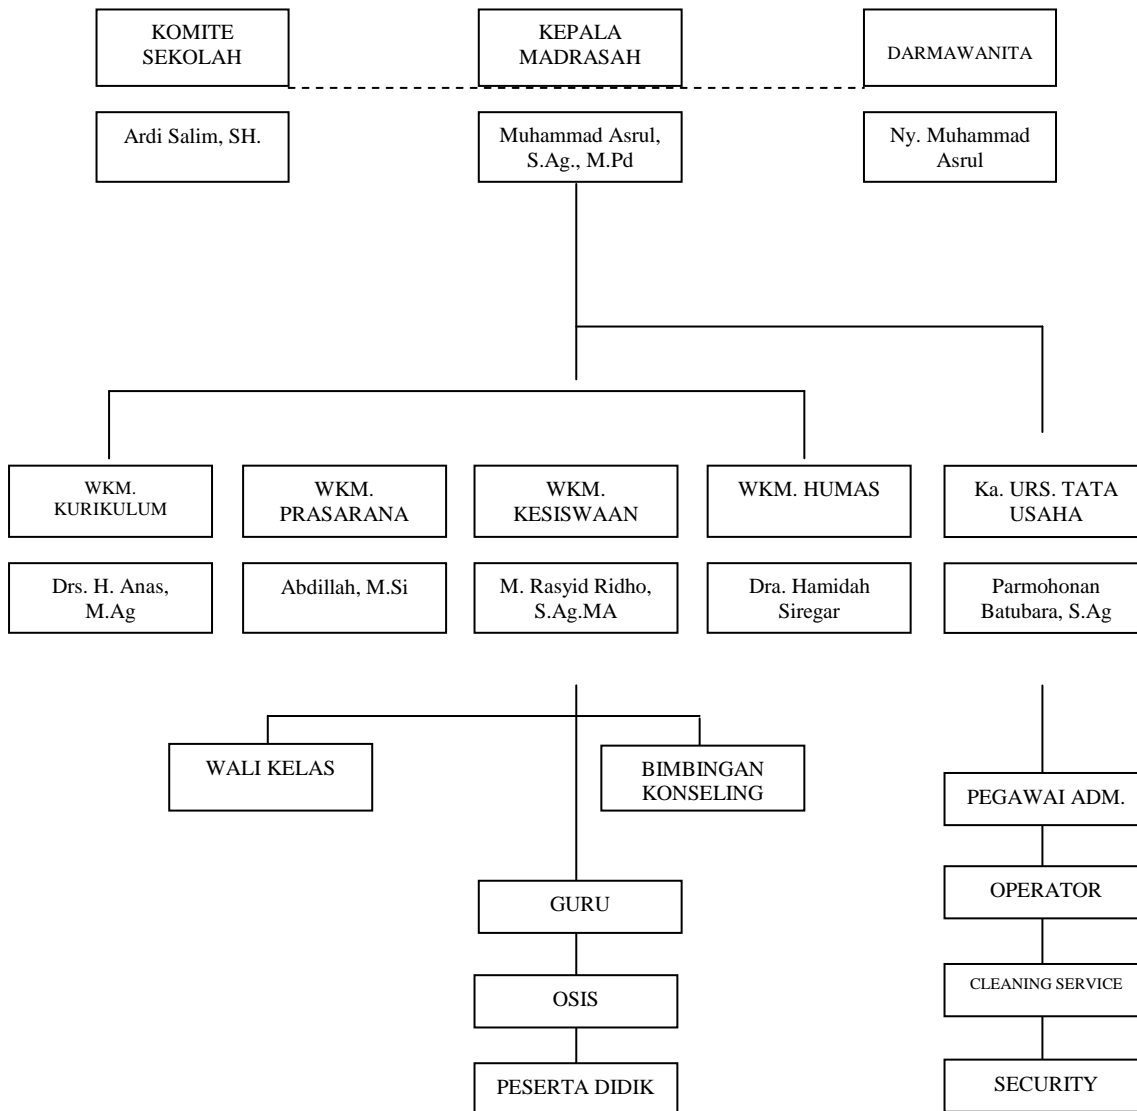 KOMITE
SEKOLAH
KEPALA
MADRASAH
DARMAWANITA
Ardi Salim, SH.
Muhammad Asrul,
S.Ag., M.Pd
Ny. Muhammad
Asrul
WKM.
KURIKULUM
WKM.
PRASARANA
WKM.
KESISWAAN
WKM. HUMAS
Ka. URS. TATA
USAHA
Drs. H. Anas,
M.Ag
Abdillah, M.Si
M. Rasyid Ridho,
S.Ag.MA
Dra. Hamidah
Siregar
Parmohonan
Batubara, S.Ag
WALI KELAS
BIMBINGAN
KONSELING
PEGAWAI ADM.
GURU
OPERATOR
OSIS
CLEANING SERVICE
PESERTA DIDIK
SECURITY